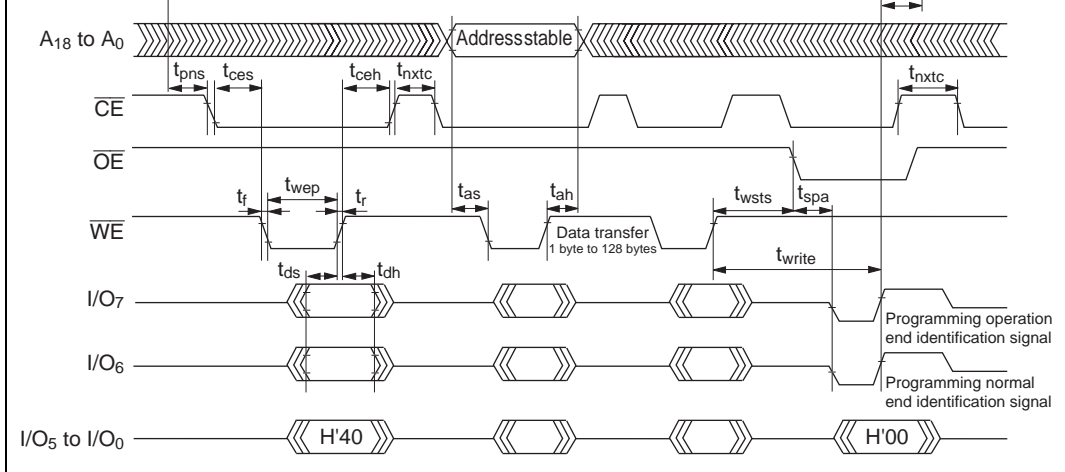 A18 to A0
Addressstable
tpns
tces
tceh
tnxtc
tnxtc
CE
OE
tf
twep
tr
tas
tah
twsts
tspa
WE
Data transfer
1 byte to 128 bytes
twrite
tds
tdh
I/O7
Programming operation
end identification signal
I/O6
Programming normal
end identification signal
I/O5 to I/O0
H'40
H'00